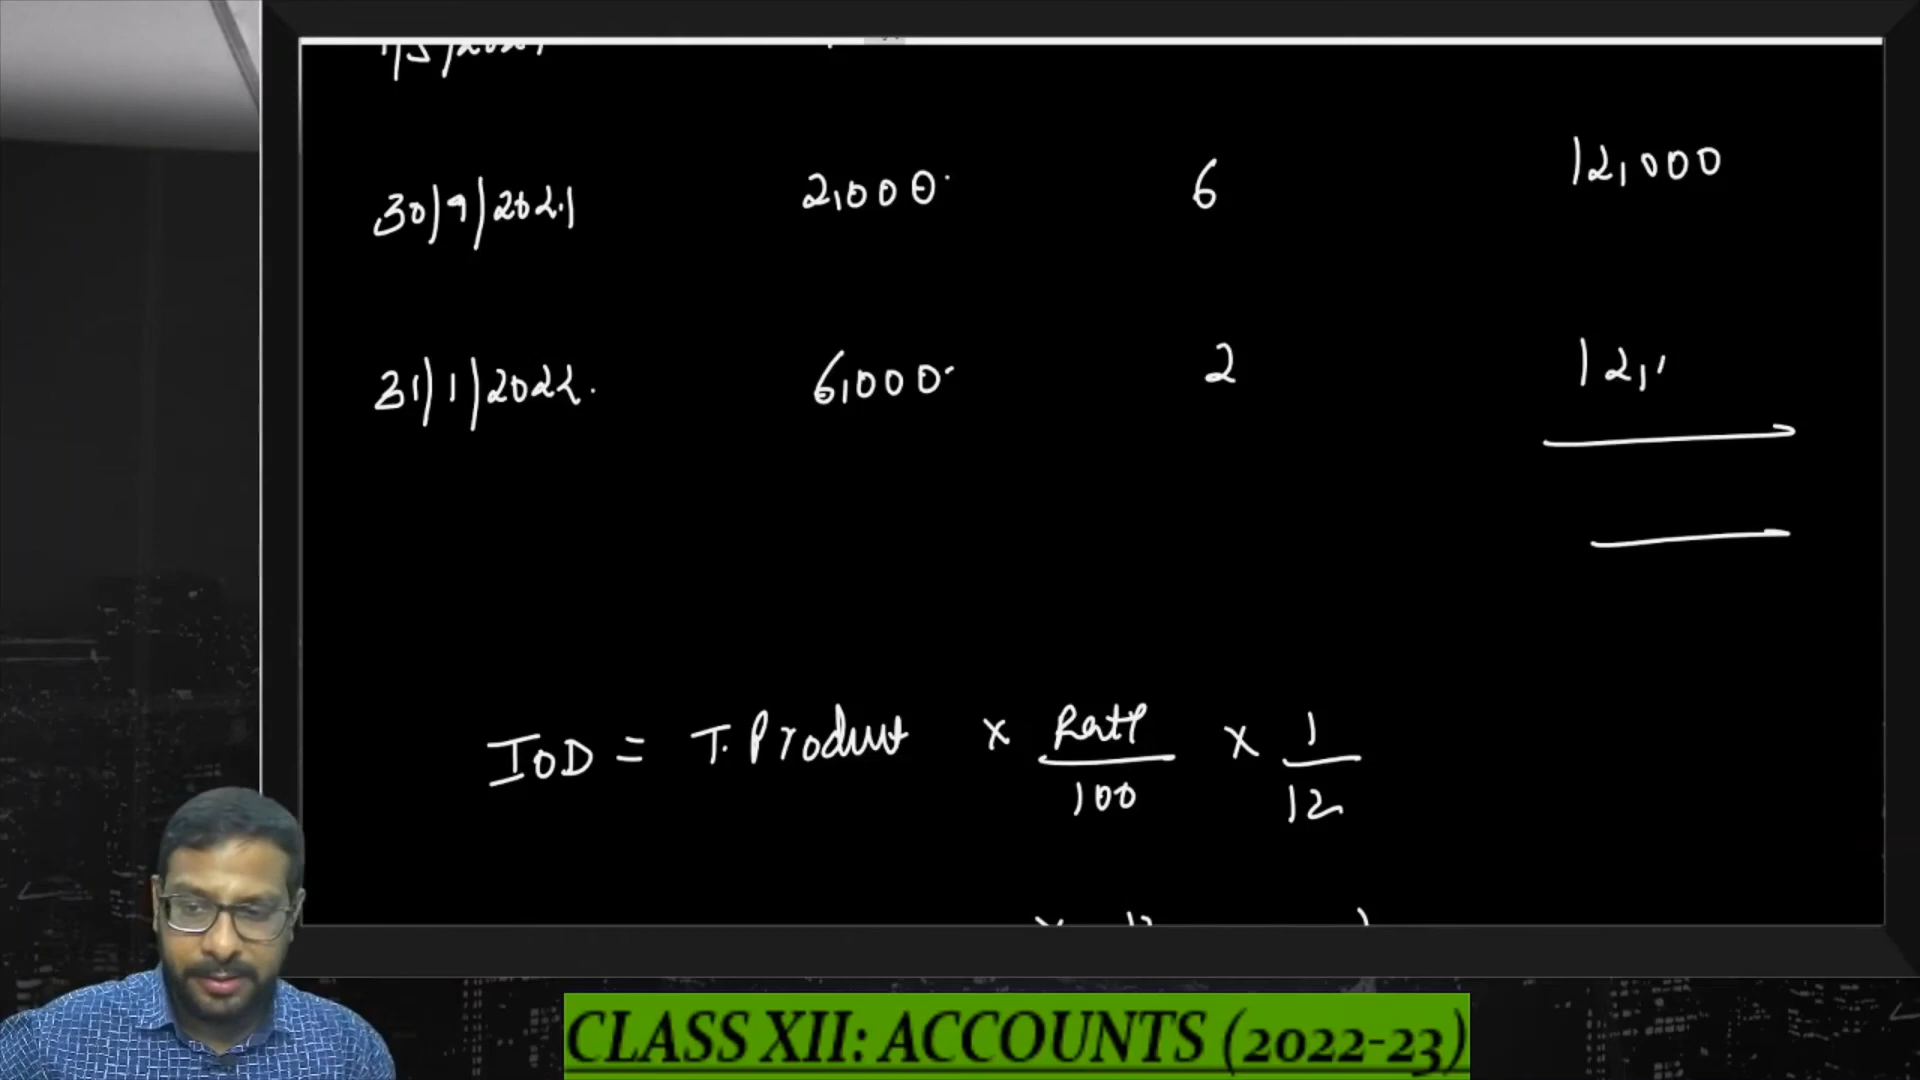 30/9/2021 2,000 6 12,000
31/1/2022. 6,000 2 12,
IOD = T. Product × Rate/100 × 1/12
CLASS XII: ACCOUNTS (2022-23)